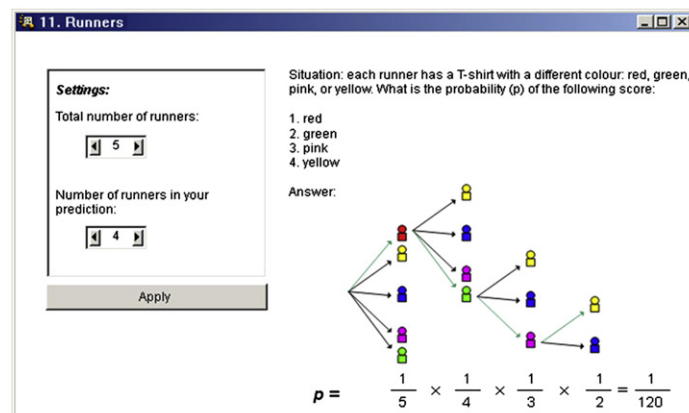 11. Runners
Settings:
Total number of runners:
5
Number of runners in your
prediction:
4
Apply
Situation: each runner has a T-shirt with a different colour: red, green,
pink, or yellow. What is the probability (p) of the following score:
1. red
2. green
3. pink
4. yellow
Answer:
p = 1/5 × 1/4 × 1/3 × 1/2 = 1/120